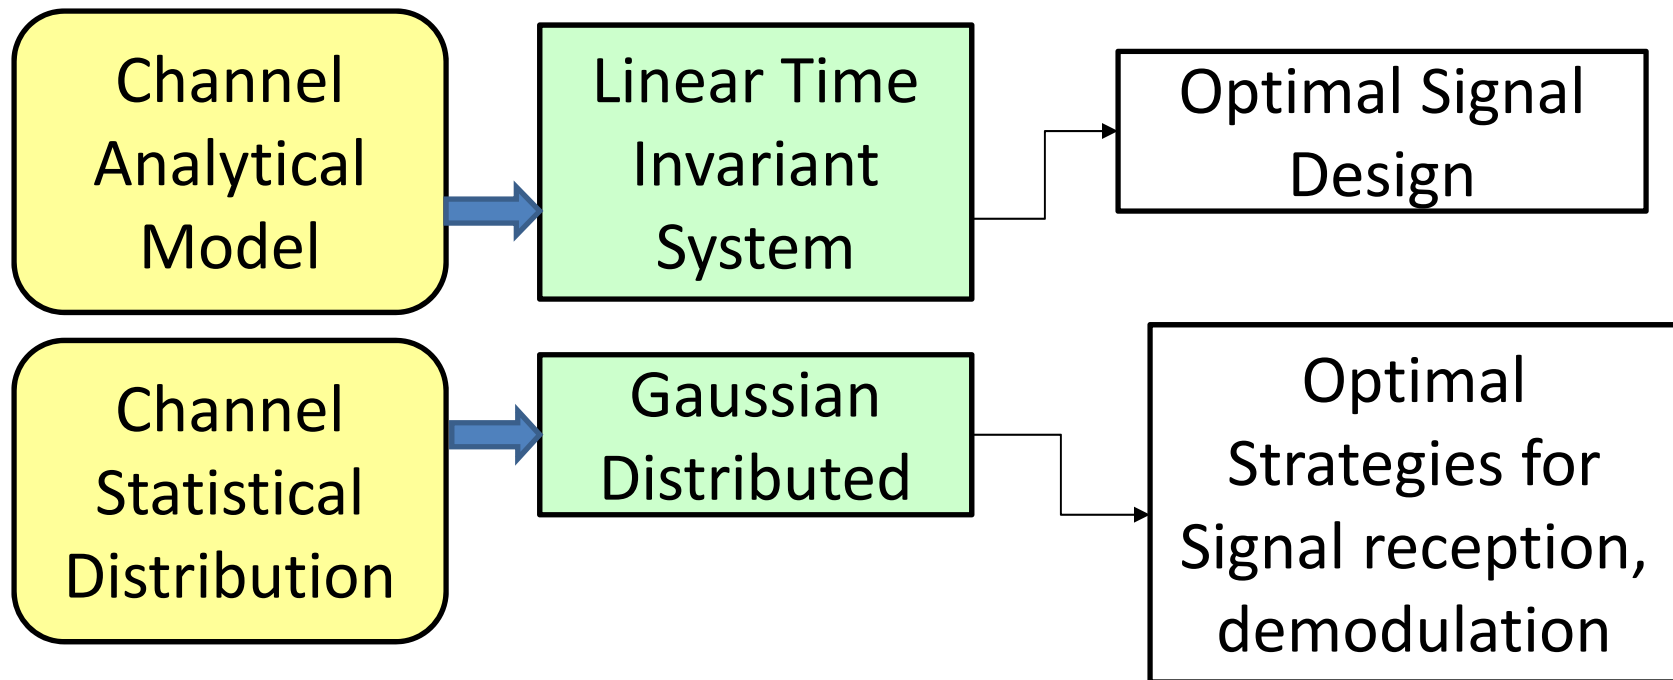 Channel
Analytical
Model
Linear Time
Invariant
System
Optimal Signal
Design
Channel
Statistical
Distribution
Gaussian
Distributed
Optimal
Strategies for
Signal reception,
demodulation